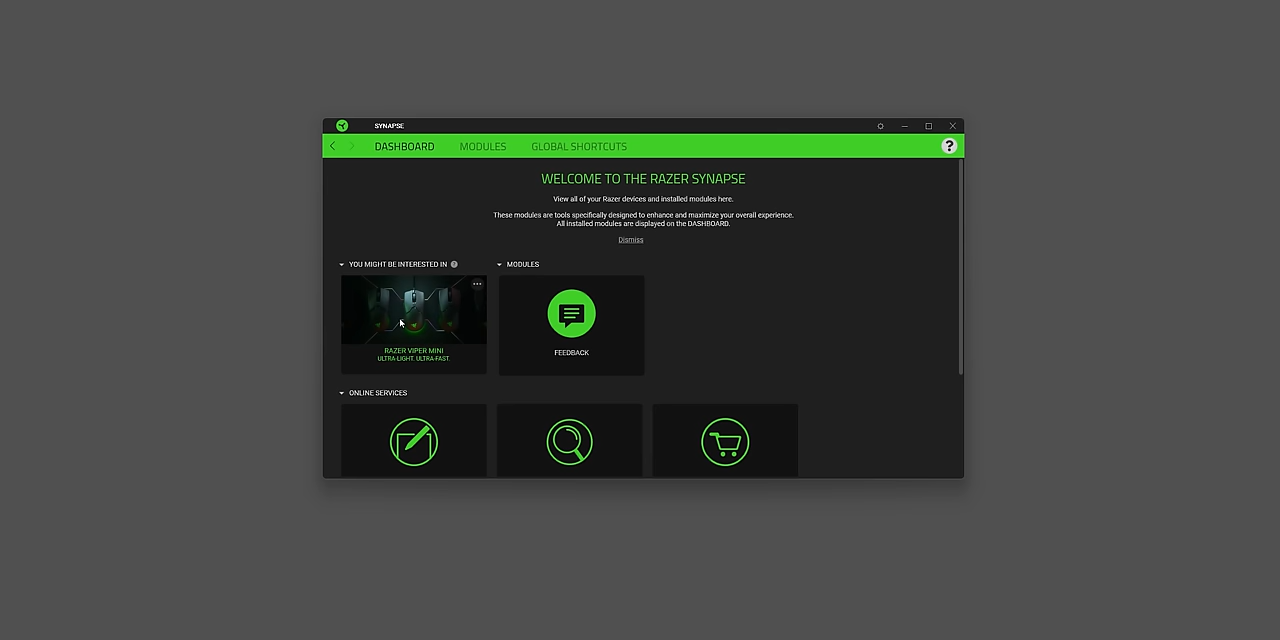 SYNAPSE
DASHBOARD MODULES GLOBAL SHORTCUTS ?
WELCOME TO THE RAZER SYNAPSE
View all of your Razer devices and installed modules here.
These modules are tools specifically designed to enhance and maximize your overall experience.
All installed modules are displayed on the DASHBOARD.
Dismiss
YOU MIGHT BE INTERESTED IN ?
RAZER VIPER MINI
ULTRA-LIGHT. ULTRA-FAST.
MODULES
FEEDBACK
ONLINE SERVICES